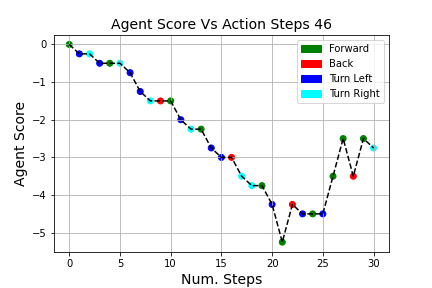 Agent Score Vs Action Steps 46
Forward
Back
Turn Left
Turn Right
Agent Score
0
−1
−2
−3
−4
−5
0 5 10 15 20 25 30
Num. Steps